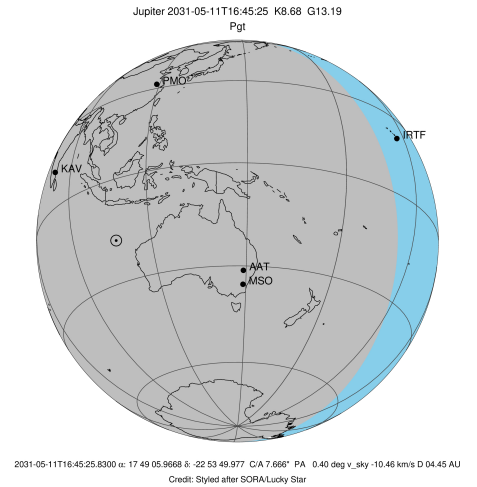 Jupiter 2031-05-11T16:45:25  K8.68  G13.19
Pgt
PMO
IRTF
KAV
AAT
MSO
2031-05-11T16:45:25.8300 α: 17 49 05.9668 δ: -22 53 49.977  C/A 7.666" PA  0.40 deg v_sky -10.46 km/s D 04.45 AU
Credit: Styled after SORA/Lucky Star